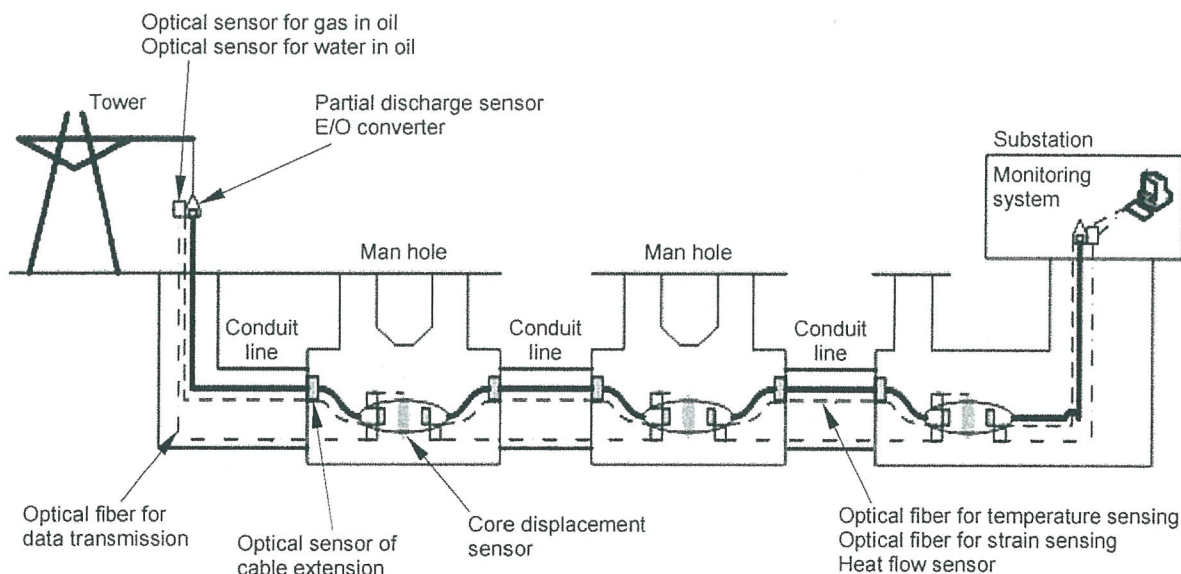 Optical sensor for gas in oil
Optical sensor for water in oil
Tower
Partial discharge sensor
E/O converter
Substation
Monitoring
system
Man hole
Man hole
Conduit
line
Conduit
line
Conduit
line
Optical fiber for
data transmission
Optical sensor of
cable extension
Core displacement
sensor
Optical fiber for temperature sensing
Optical fiber for strain sensing
Heat flow sensor